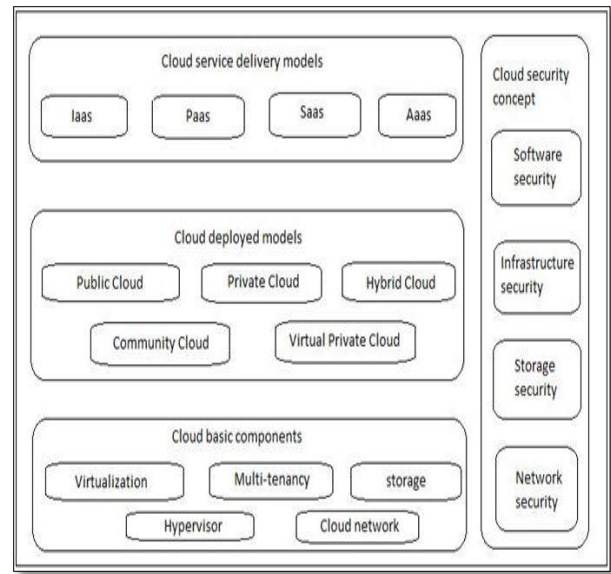 Cloud service delivery models
Iaas
Paas
Saas
Aaas
Cloud deployed models
Public Cloud
Private Cloud
Hybrid Cloud
Community Cloud
Virtual Private Cloud
Cloud basic components
Virtualization
Multi-tenancy
storage
Hypervisor
Cloud network
Cloud security
concept
Software
security
Infrastructure
security
Storage
security
Network
security